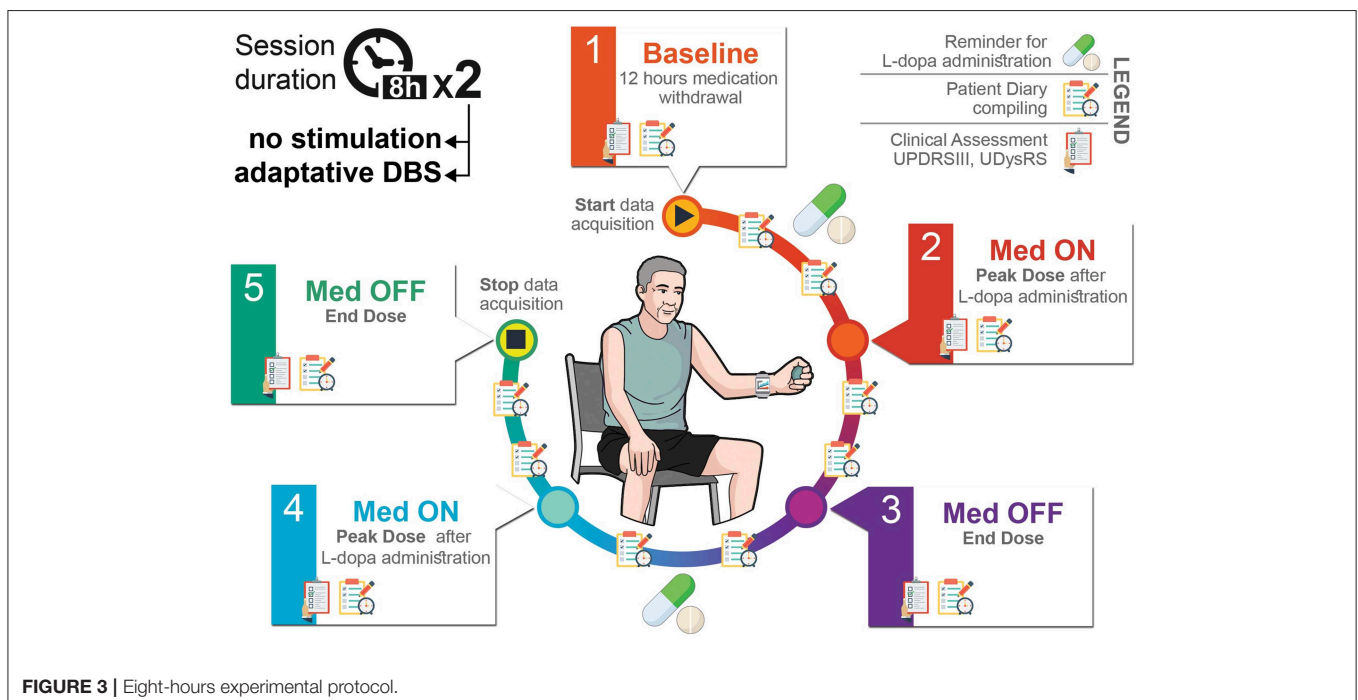 Session
duration
8h x2
no stimulation
adaptative DBS
1
Baseline
12 hours medication
withdrawal
Reminder for
L-dopa administration
Patient Diary
compiling
Clinical Assessment
UPDRSIII, UDysRS
LEGEND
Start data
acquisition
2
Med ON
Peak Dose after
L-dopa administration
3
Med OFF
End Dose
4
Med ON
Peak Dose after
L-dopa administration
5
Med OFF
End Dose
Stop data
acquisition
FIGURE 3 | Eight-hours experimental protocol.